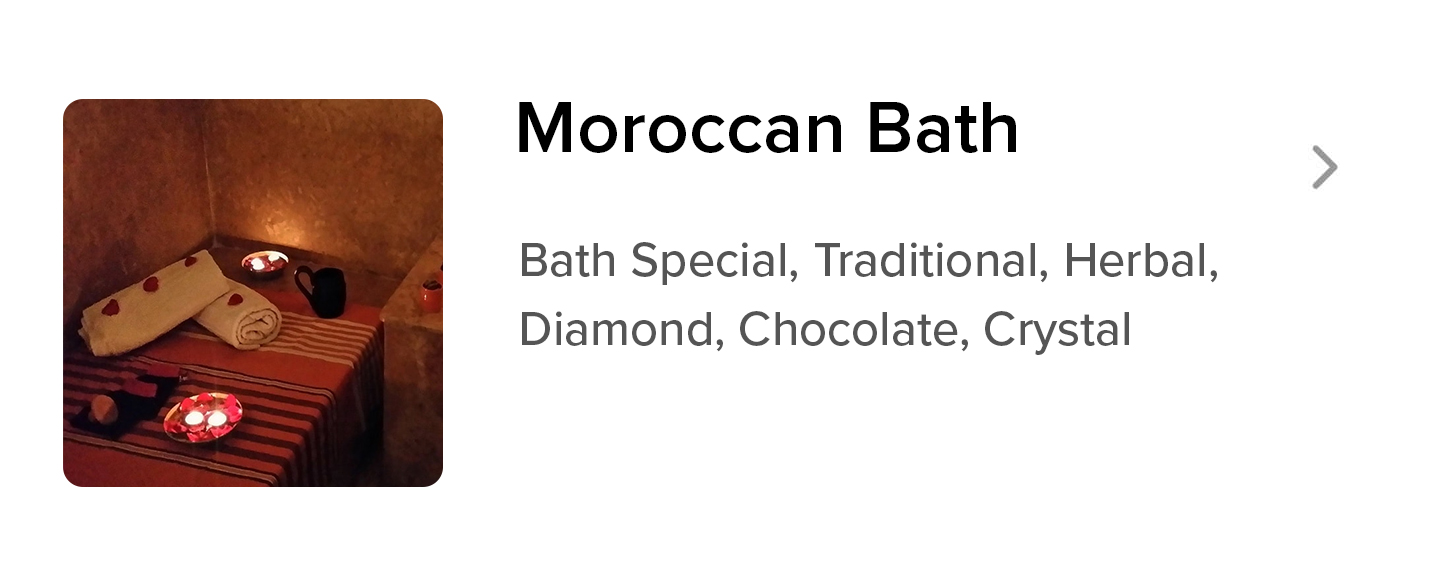 Moroccan Bath
Bath Special, Traditional, Herbal,
Diamond, Chocolate, Crystal